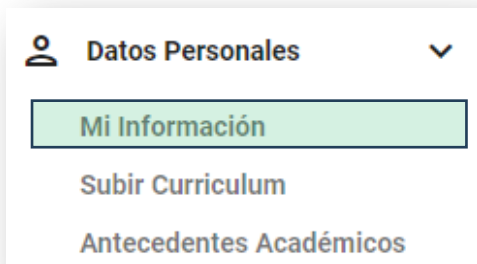 Datos Personales
Mi Información
Subir Curriculum
Antecedentes Académicos